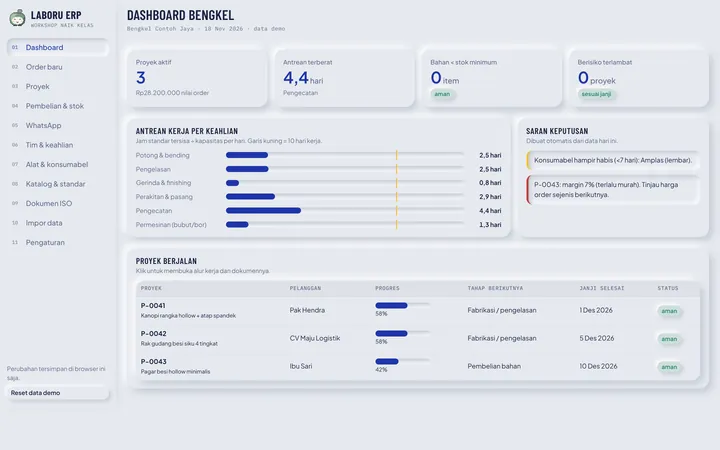 LABORU ERP
WORKSHOP NAIK KELAS
01 Dashboard
02 Order baru
03 Proyek
04 Pembelian & stok
05 WhatsApp
06 Tim & keahlian
07 Alat & konsumabel
08 Katalog & standar
09 Dokumen ISO
10 Impor data
11 Pengaturan
Perubahan tersimpan di browser ini
saja.
Reset data demo
DASHBOARD BENGKEL
Bengkel Contoh Jaya · 18 Nov 2026 · data demo
Proyek aktif
3
Rp28.200.000 nilai order
Antrean terberat
4,4 hari
Pengecatan
Bahan < stok minimum
0 item
aman
Berisiko terlambat
0 proyek
sesuai janji
ANTREAN KERJA PER KEAHLIAN
Jam standar tersisa ÷ kapasitas per hari. Garis kuning = 10 hari kerja.
Potong & bending 2,5 hari
Pengelasan 2,5 hari
Gerinda & finishing 0,8 hari
Perakitan & pasang 2,9 hari
Pengecatan 4,4 hari
Permesinan (bubut/bor) 1,3 hari
SARAN KEPUTUSAN
Dibuat otomatis dari data hari ini.
Konsumabel hampir habis (<7 hari): Amplas (lembar).
P-0043: margin 7% (terlalu murah). Tinjau harga
order sejenis berikutnya.
PROYEK BERJALAN
Klik untuk membuka alur kerja dan dokumennya.
PROYEK PELANGGAN PROGRES TAHAP BERIKUTNYA JANJI SELESAI STATUS
P-0041
Kanopi rangka hollow + atap spandek
Pak Hendra 58% Fabrikasi / pengelasan 1 Des 2026 aman
P-0042
Rak gudang besi siku 4 tingkat
CV Maju Logistik 58% Fabrikasi / pengelasan 5 Des 2026 aman
P-0043
Pagar besi hollow minimalis
Ibu Sari 42% Pembelian bahan 10 Des 2026 aman